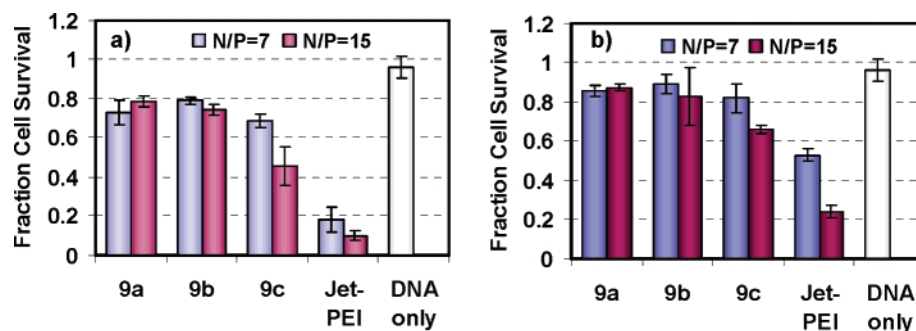 a)
N/P=7 N/P=15
Fraction Cell Survival
1.2
1
0.8
0.6
0.4
0.2
0
9a 9b 9c Jet- DNA
PEI only
b)
N/P=7 N/P=15
Fraction Cell Survival
1.2
1
0.8
0.6
0.4
0.2
0
9a 9b 9c Jet- DNA
PEI only